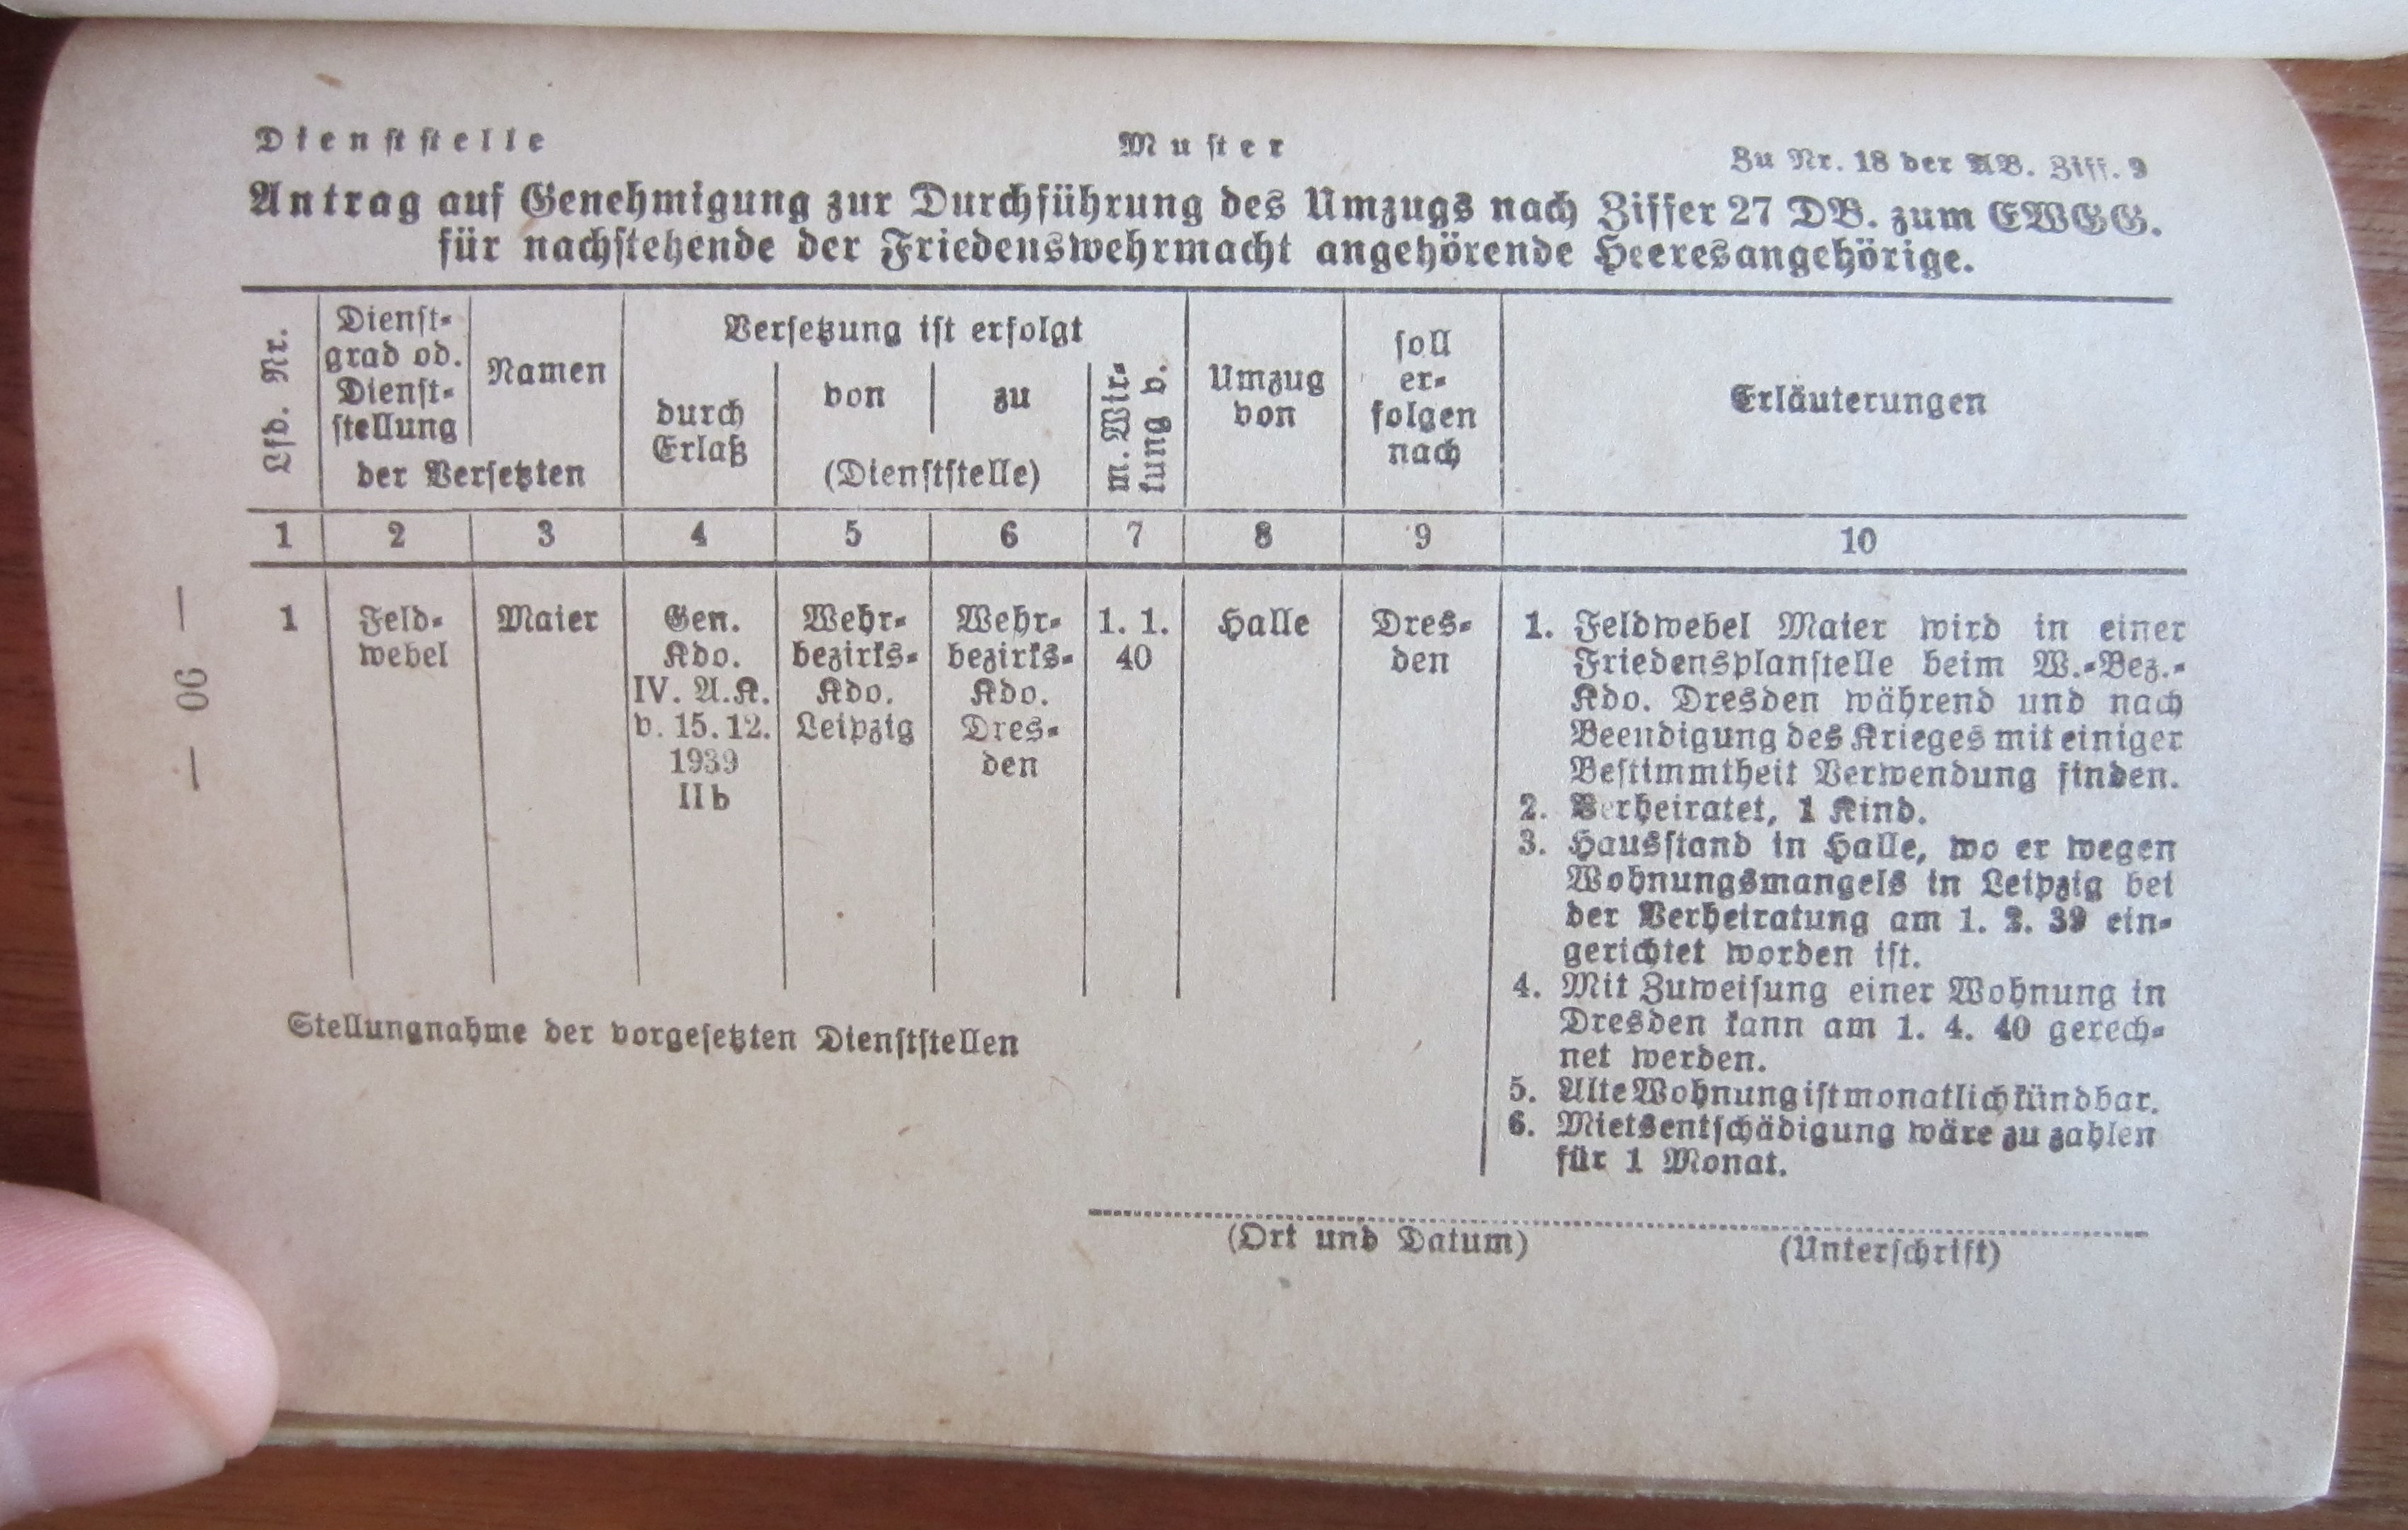 Dienststelle
Muster
Zu Nr. 18 der AB. Ziff. 9
Antrag auf Genehmigung zur Durchführung des Umzugs nach Ziffer 27 DB. zum EWGG.
für nachstehende der Friedenswehrmacht angehörende Heeresangehörige.
Lfd. Nr.
Dienst-
grad od.
Dienst-
stellung
Namen
der Versetzten
Versetzung ist erfolgt
durch
Erlaß
von
zu
(Dienststelle)
m. Wir-
kung v.
Umzug
von
soll
er-
folgen
nach
Erläuterungen
1 2 3 4 5 6 7 8 9 10
1
Feld-
webel
Maier
Gen.
Kdo.
IV. A.K.
v. 15. 12.
1939
II b
Wehr-
bezirks-
Kdo.
Leipzig
Wehr-
bezirks-
Kdo.
Dres-
den
1. 1.
40
Halle
Dres-
den
1. Feldwebel Maier wird in einer
Friedensplanstelle beim W.-Bez.-
Kdo. Dresden während und nach
Beendigung des Krieges mit einiger
Bestimmtheit Verwendung finden.
2. Verheiratet, 1 Kind.
3. Hausstand in Halle, wo er wegen
Wohnungsmangels in Leipzig bei
der Verheiratung am 1. 2. 39 ein-
gerichtet worden ist.
4. Mit Zuweisung einer Wohnung in
Dresden kann am 1. 4. 40 gerech-
net werden.
5. Alte Wohnung ist monatlich kündbar.
6. Mietsentschädigung wäre zu zahlen
für 1 Monat.
Stellungnahme der vorgesetzten Dienststellen
(Ort und Datum)
(Unterschrift)
— 90 —